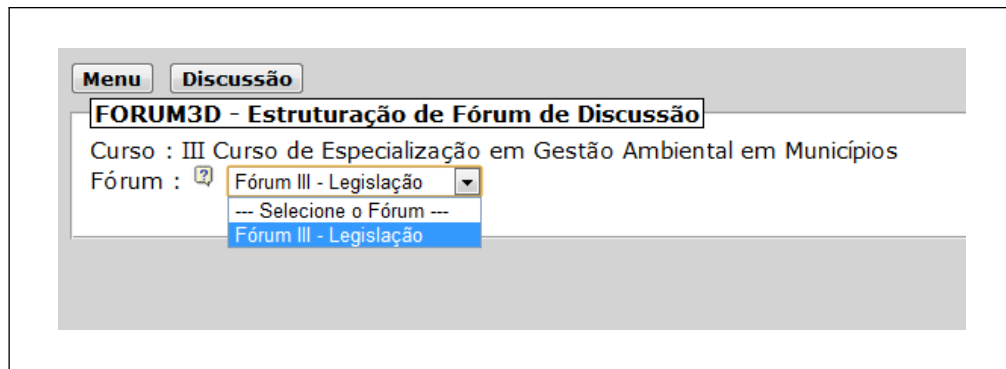 Menu Discussão
FORUM3D - Estruturação de Fórum de Discussão
Curso : III Curso de Especialização em Gestão Ambiental em Municípios
Fórum : Fórum III - Legislação
--- Selecione o Fórum ---
Fórum III - Legislação